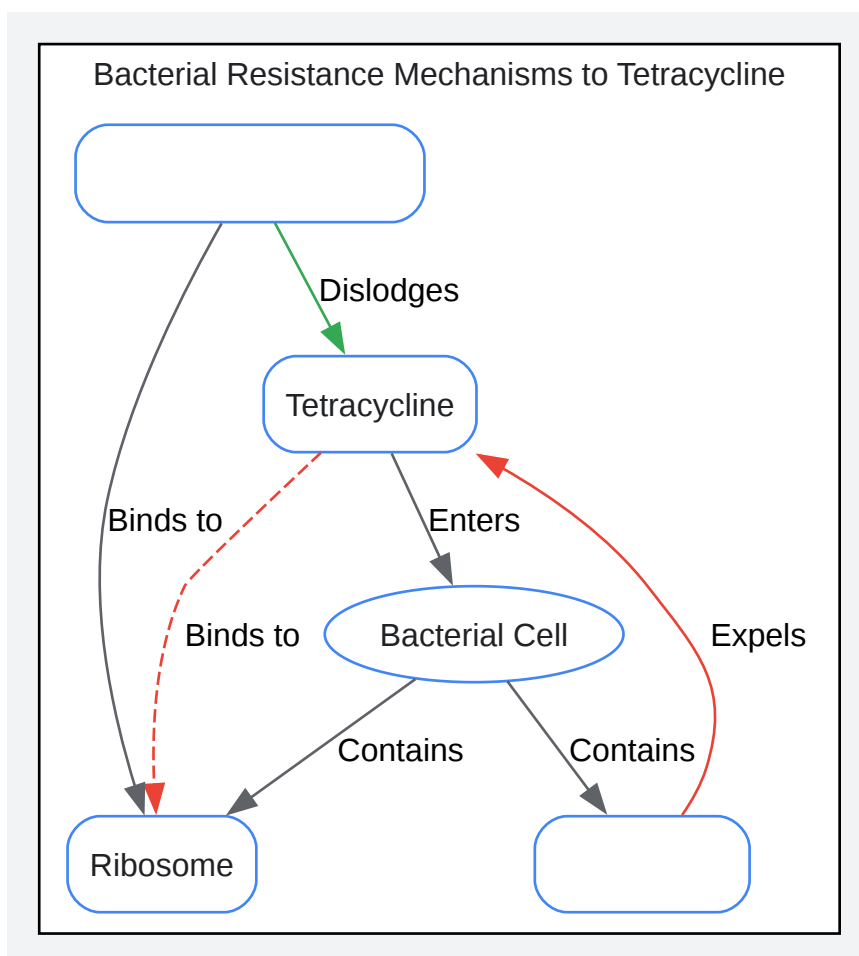 Bacterial Resistance Mechanisms to Tetracycline
Dislodges
Tetracycline
Binds to
Enters
Binds to
Bacterial Cell
Expels
Contains
Contains
Ribosome